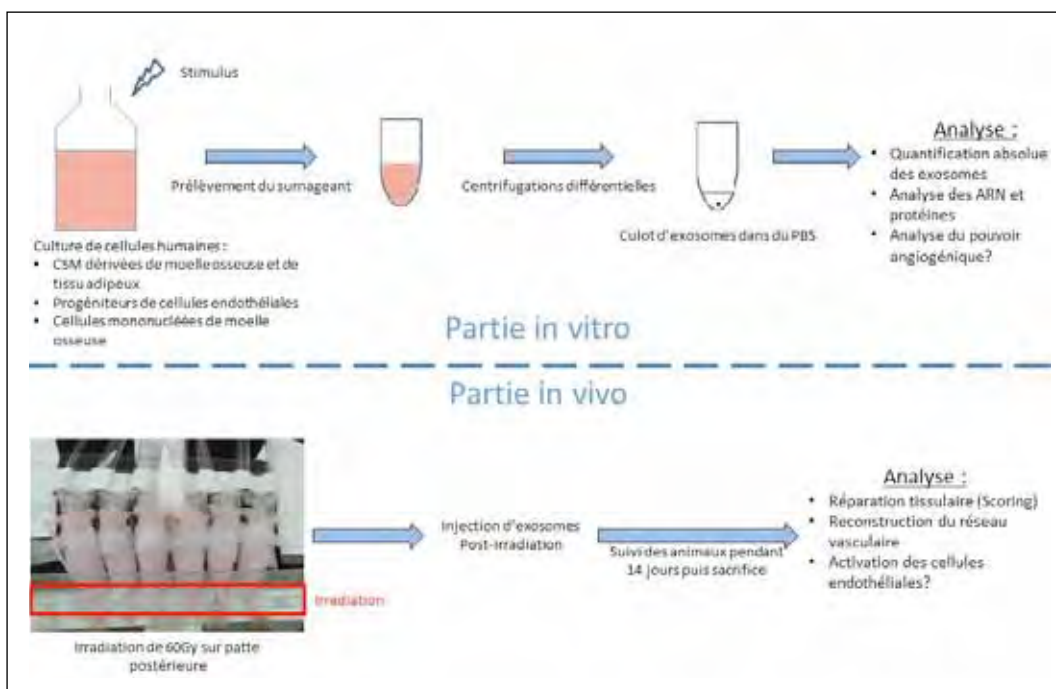 Stimulus
Prélèvement du surnageant
Centrifugations différentielles
Culot d'exosomes dans du PBS
Analyse :
• Quantification absolue
des exosomes
• Analyse des ARN et
protéines
• Analyse du pouvoir
angiogénique?
Culture de cellules humaines :
• CSM dérivées de moelle osseuse et de
tissu adipeux
• Progéniteurs de cellules endothéliales
• Cellules mononucléées de moelle
osseuse
Partie in vitro
Partie in vivo
Irradiation
Irradiation de 60Gy sur patte
postérieure
Injection d'exosomes
Post-irradiation
Suivi des animaux pendant
14 jours puis sacrifice
Analyse :
• Réparation tissulaire (Scoring)
• Reconstruction du réseau
vasculaire
• Activation des cellules
endothéliales?